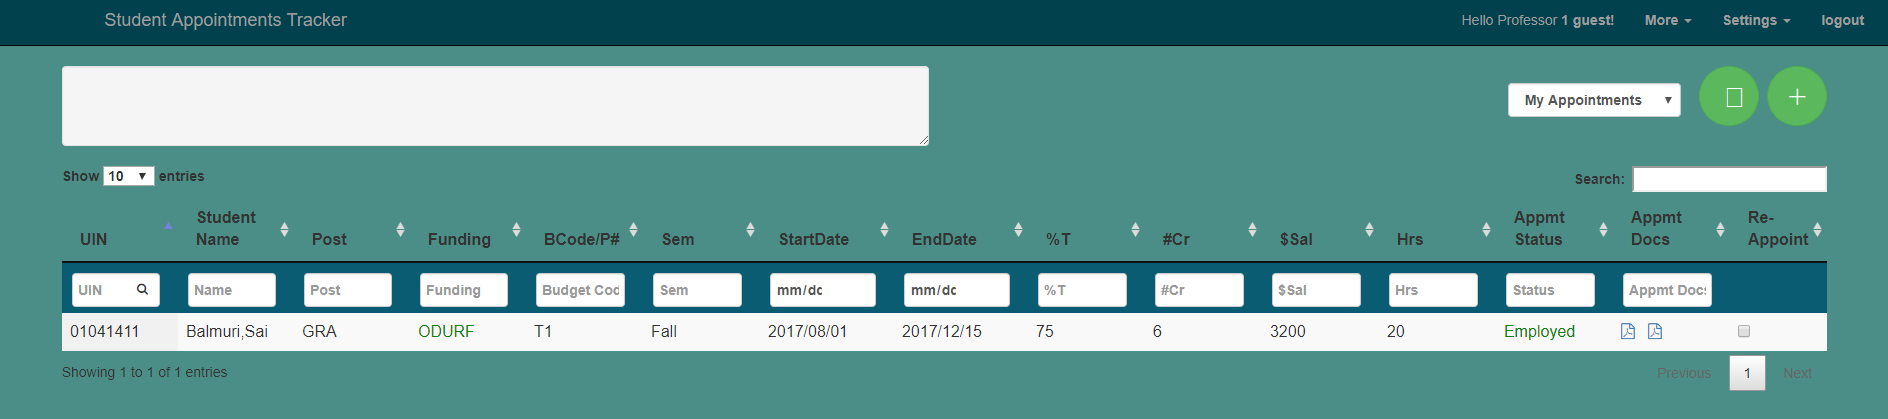 Student Appointments Tracker Hello Professor 1 guest! More Settings logout
My Appointments
+
Show 10 entries Search:
UIN Student Name Post Funding BCode/P# Sem StartDate EndDate %T #Cr $Sal Hrs Appmt Status Appmt Docs Re-Appoint
UIN Name Post Funding Budget Cod Sem mm/dd mm/dd %T #Cr $Sal Hrs Status Appmt Docs
01041411 Balmuri,Sai GRA ODURF T1 Fall 2017/08/01 2017/12/15 75 6 3200 20 Employed
Showing 1 to 1 of 1 entries Previous 1 Next